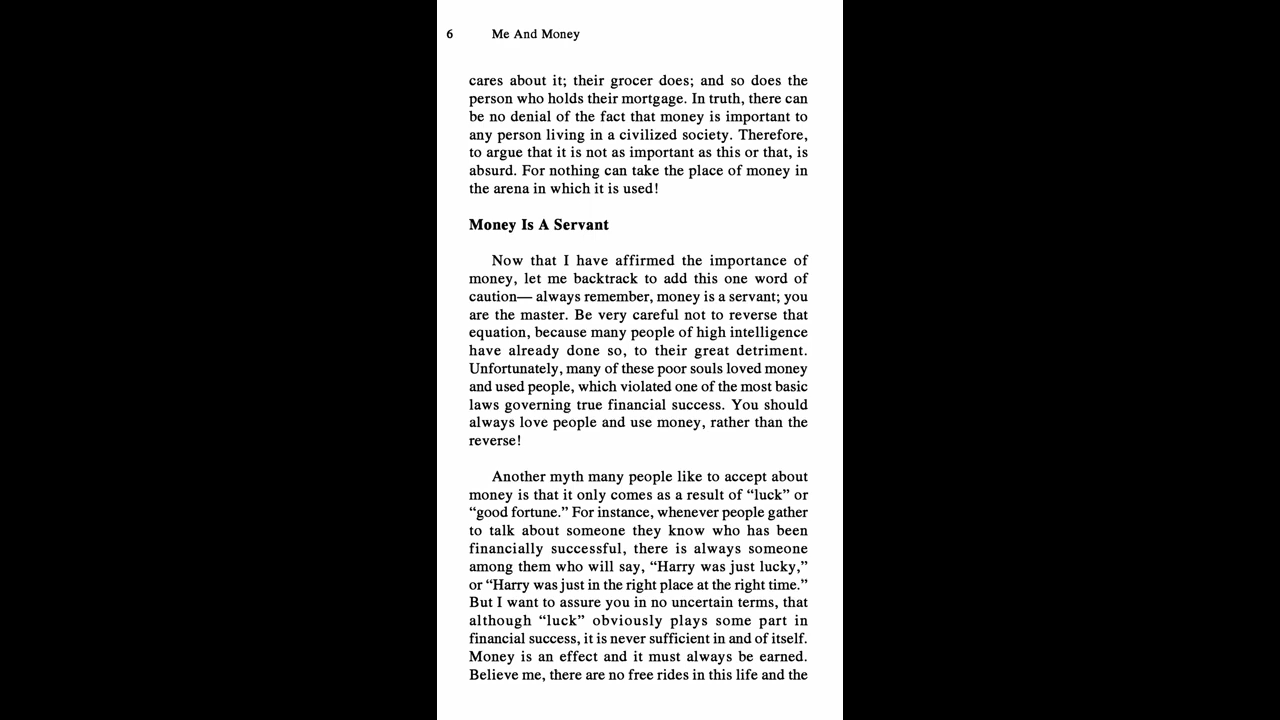 6 Me And Money
cares about it; their grocer does; and so does the
person who holds their mortgage. In truth, there can
be no denial of the fact that money is important to
any person living in a civilized society. Therefore,
to argue that it is not as important as this or that, is
absurd. For nothing can take the place of money in
the arena in which it is used!
Money Is A Servant
Now that I have affirmed the importance of
money, let me backtrack to add this one word of
caution— always remember, money is a servant; you
are the master. Be very careful not to reverse that
equation, because many people of high intelligence
have already done so, to their great detriment.
Unfortunately, many of these poor souls loved money
and used people, which violated one of the most basic
laws governing true financial success. You should
always love people and use money, rather than the
reverse!
Another myth many people like to accept about
money is that it only comes as a result of “luck” or
“good fortune.” For instance, whenever people gather
to talk about someone they know who has been
financially successful, there is always someone
among them who will say, “Harry was just lucky,”
or “Harry was just in the right place at the right time.”
But I want to assure you in no uncertain terms, that
although “luck” obviously plays some part in
financial success, it is never sufficient in and of itself.
Money is an effect and it must always be earned.
Believe me, there are no free rides in this life and the